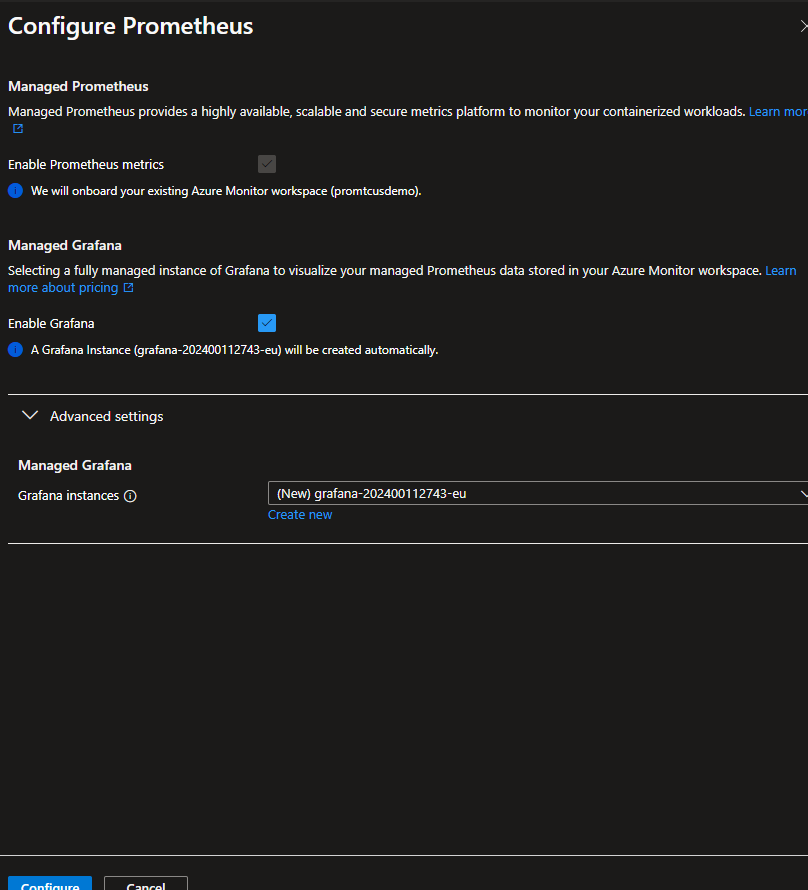 Configure Prometheus
Managed Prometheus
Managed Prometheus provides a highly available, scalable and secure metrics platform to monitor your containerized workloads. Learn mor
Enable Prometheus metrics
We will onboard your existing Azure Monitor workspace (promtcusdemo).
Managed Grafana
Selecting a fully managed instance of Grafana to visualize your managed Prometheus data stored in your Azure Monitor workspace. Learn
more about pricing
Enable Grafana
A Grafana Instance (grafana-202400112743-eu) will be created automatically.
Advanced settings
Managed Grafana
Grafana instances
(New) grafana-202400112743-eu
Create new
Configure Cancel